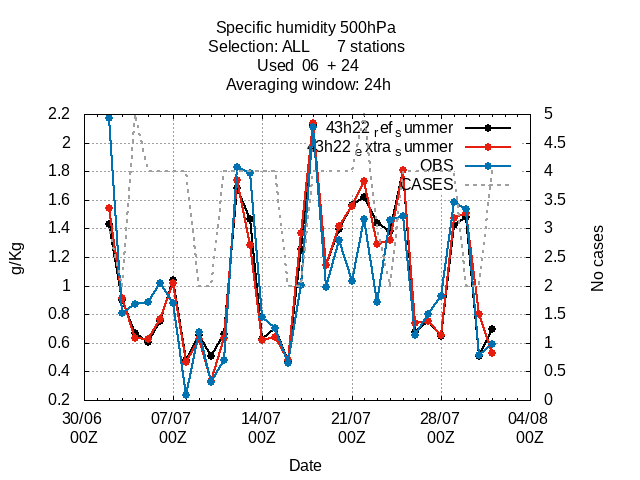 Specific humidity 500hPa
Selection: ALL 7 stations
Used 06 + 24
Averaging window: 24h
43h22_ref_summer
43h22_extra_summer
OBS
CASES
2.2
2
1.8
1.6
1.4
1.2
1
0.8
0.6
0.4
0.2
g/Kg
5
4.5
4
3.5
3
2.5
2
1.5
1
0.5
0
No cases
30/06 07/07 14/07 21/07 28/07 04/08
00Z 00Z 00Z 00Z 00Z 00Z
Date